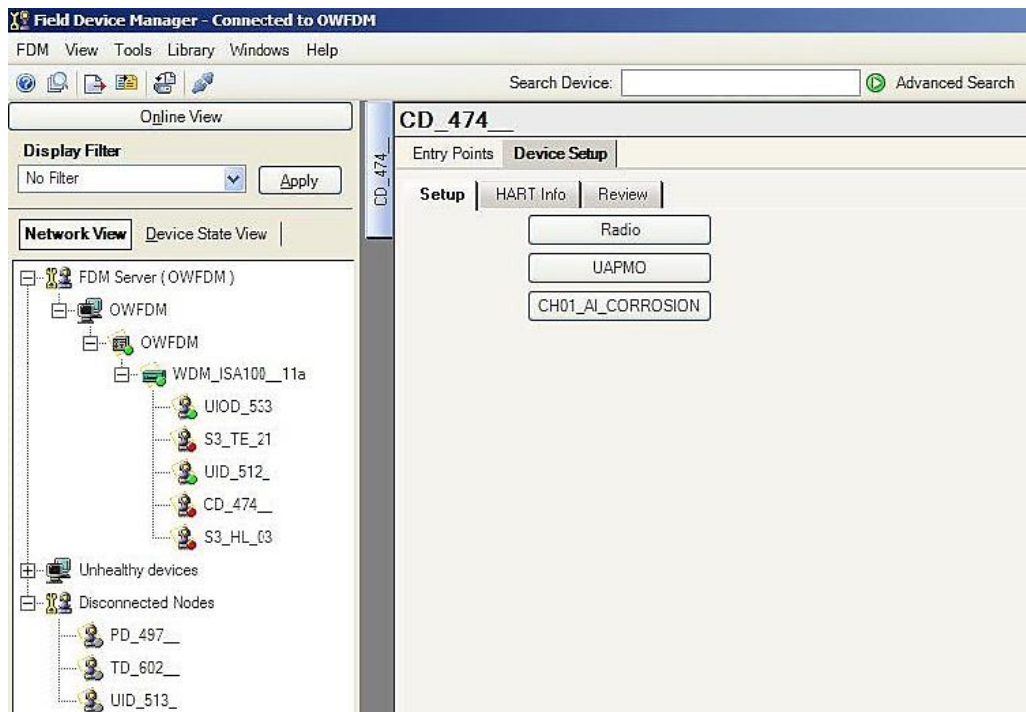 Field Device Manager - Connected to OWFDM
FDM View Tools Library Windows Help
Search Device: Advanced Search
Online View
Display Filter
No Filter Apply
Network View Device State View
FDM Server ( OWFDM )
OWFDM
OWFDM
WDM_ISA100__11a
UIOD_533
S3_TE_21
UID_512_
CD_474__
S3_HL_03
Unhealthy devices
Disconnected Nodes
PD_497__
TD_602__
UID_513_
CD_474__
CD_474__
Entry Points Device Setup
Setup HART Info Review
Radio
UAPMO
CH01_AI_CORROSION